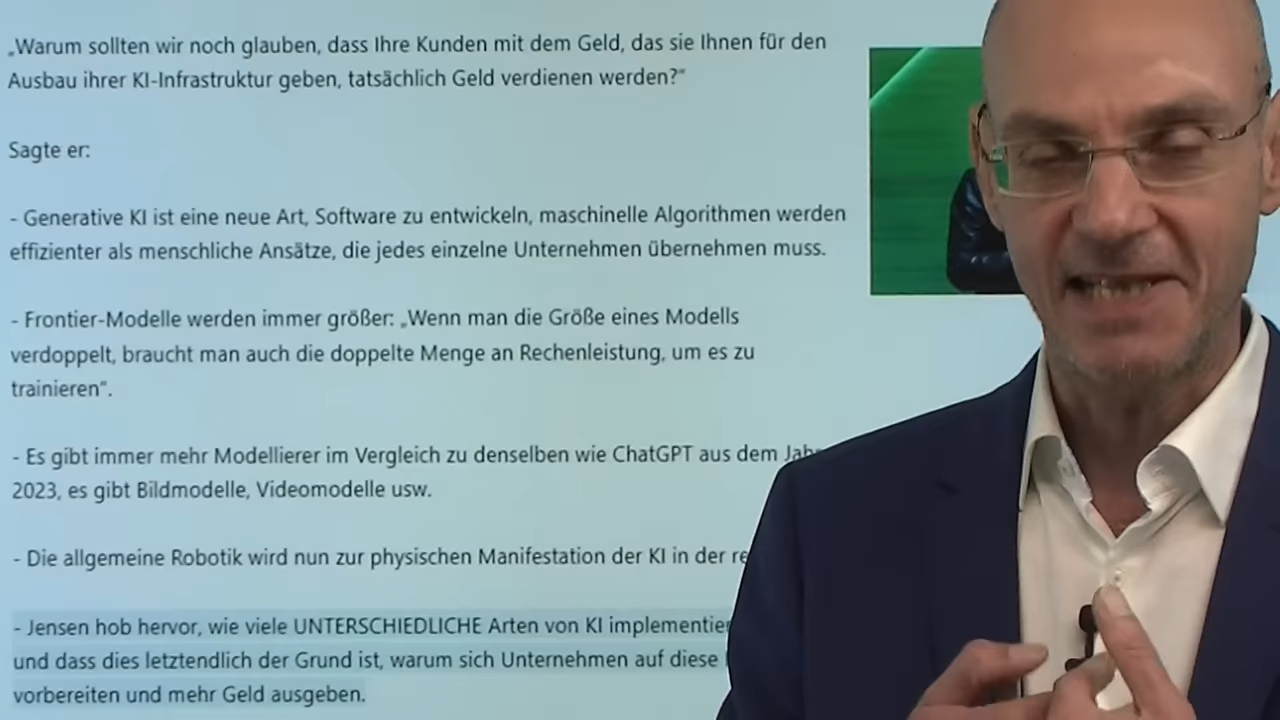 „Warum sollten wir noch glauben, dass Ihre Kunden mit dem Geld, das sie Ihnen für den
Ausbau ihrer KI-Infrastruktur geben, tatsächlich Geld verdienen werden?“
Sagte er:
- Generative KI ist eine neue Art, Software zu entwickeln, maschinelle Algorithmen werden
effizienter als menschliche Ansätze, die jedes einzelne Unternehmen übernehmen muss.
- Frontier-Modelle werden immer größer: „Wenn man die Größe eines Modells
verdoppelt, braucht man auch die doppelte Menge an Rechenleistung, um es zu
trainieren“.
- Es gibt immer mehr Modellierer im Vergleich zu denselben wie ChatGPT aus dem
2023, es gibt Bildmodelle, Videomodelle usw.
- Die allgemeine Robotik wird nun zur physischen Manifestation der KI in der
- Jensen hob hervor, wie viele UNTERSCHIEDLICHE Arten von KI
und dass dies letztendlich der Grund ist, warum sich Unternehmen auf diese
vorbereiten und mehr Geld ausgeben.